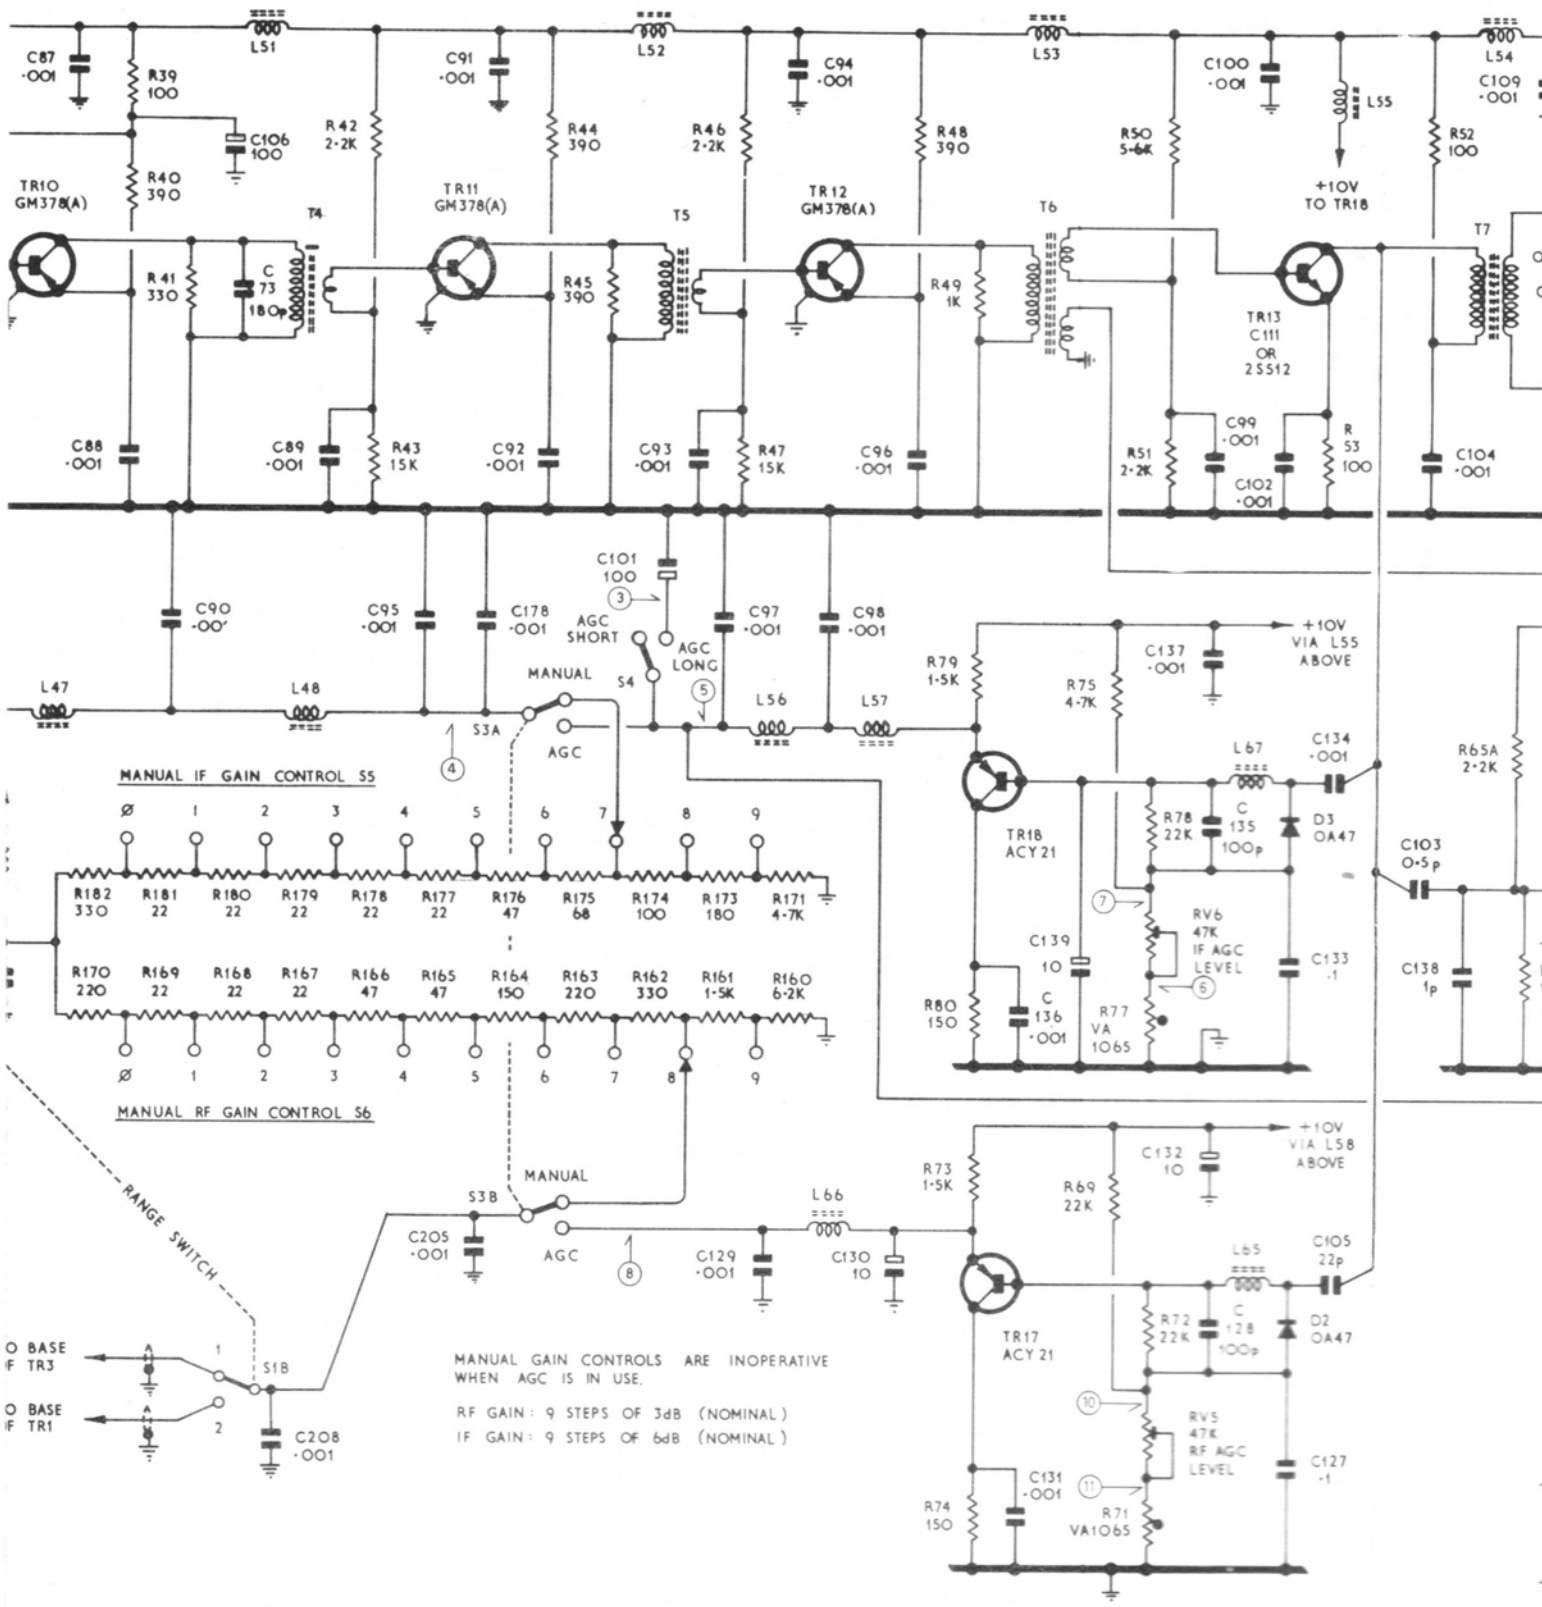 L51
L52
L53
L54
C87
·001
R39
100
C91
·001
C94
·001
C100
·001
L55
C109
·001
C106
100
R42
2·2K
R44
390
R46
2·2K
R48
390
R50
5·6K
R52
100
R40
390
TR10
GM378(A)
T4
TR11
GM378(A)
T5
TR12
GM378(A)
T6
+10V
TO TR18
T7
R41
330
C
73
180p
R45
390
R49
1K
TR13
C111
OR
2S512
C88
·001
C89
·001
R43
15K
C92
·001
C93
·001
R47
15K
C96
·001
R51
2·2K
C99
·001
C102
·001
R
53
100
C104
·001
C101
100
3
C90
C95
·001
C178
·001
AGC
SHORT
AGC
LONG
S4
C97
·001
C98
·001
R79
1·5K
R75
4·7K
C137
·001
+10V
VIA L55
ABOVE
L47
L48
MANUAL
S3A
AGC
4
5
L56
L57
L67
C134
·001
R65A
2·2K
MANUAL IF GAIN CONTROL S5
Ø 1 2 3 4 5 6 7 8 9
R182
330
R181
22
R180
22
R179
22
R178
22
R177
22
R176
47
R175
68
R174
100
R173
180
R171
4·7K
TR18
ACY 21
R78
22K
C
135
100p
D3
OA47
C103
0·5p
7
RV6
47K
IF AGC
LEVEL
6
C139
10
C133
·1
C138
1p
R170
220
R169
22
R168
22
R167
22
R166
47
R165
47
R164
150
R163
220
R162
330
R161
1·5K
R160
6·2K
R80
150
C
136
·001
R77
VA
1065
Ø 1 2 3 4 5 6 7 8 9
MANUAL RF GAIN CONTROL S6
RANGE SWITCH
MANUAL
S3B
AGC
C205
·001
8
C129
·001
L66
C130
10
R73
1·5K
R69
22K
C132
10
+10V
VIA L58
ABOVE
L65
C105
22p
TR17
ACY 21
R72
22K
C
128
100p
D2
OA47
O BASE
F TR3
1
S1B
O BASE
F TR1
2
C208
·001
MANUAL GAIN CONTROLS ARE INOPERATIVE
WHEN AGC IS IN USE.
RF GAIN: 9 STEPS OF 3dB (NOMINAL)
IF GAIN: 9 STEPS OF 6dB (NOMINAL)
10
RV5
47K
RF AGC
LEVEL
11
C127
·1
R74
150
C131
·001
R71
VA1065